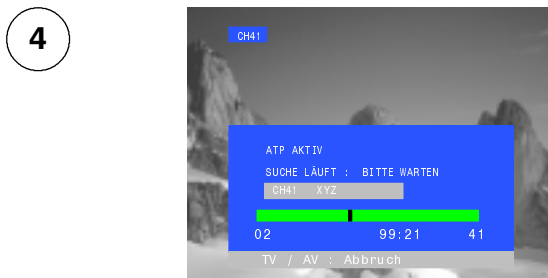 4
CH41
ATP AKTIV
SUCHE LÄUFT : BITTE WARTEN
CH41 XYZ
02 99:21 41
TV / AV : Abbruch